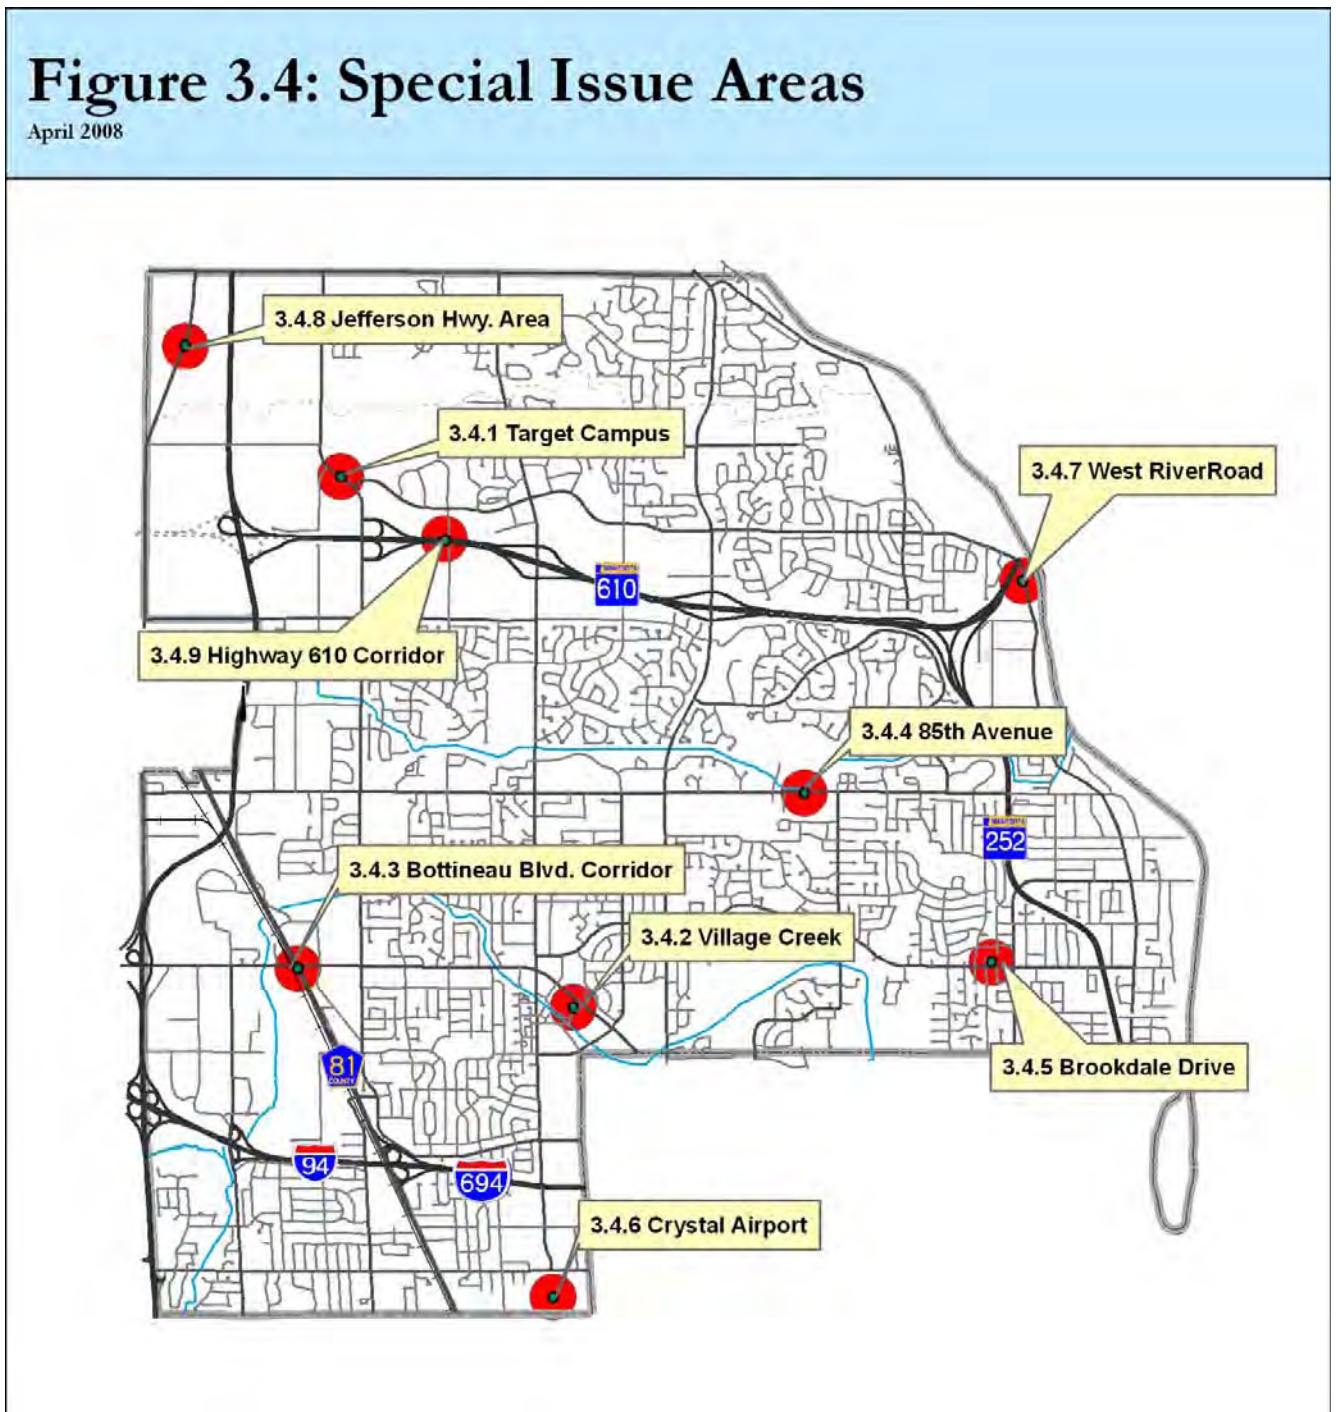 Figure 3.4: Special Issue Areas
April 2008
3.4.8 Jefferson Hwy. Area
3.4.1 Target Campus
3.4.7 West RiverRoad
610
3.4.9 Highway 610 Corridor
3.4.4 85th Avenue
252
3.4.3 Bottineau Blvd. Corridor
3.4.2 Village Creek
81
COUNTY
3.4.5 Brookdale Drive
94
694
3.4.6 Crystal Airport